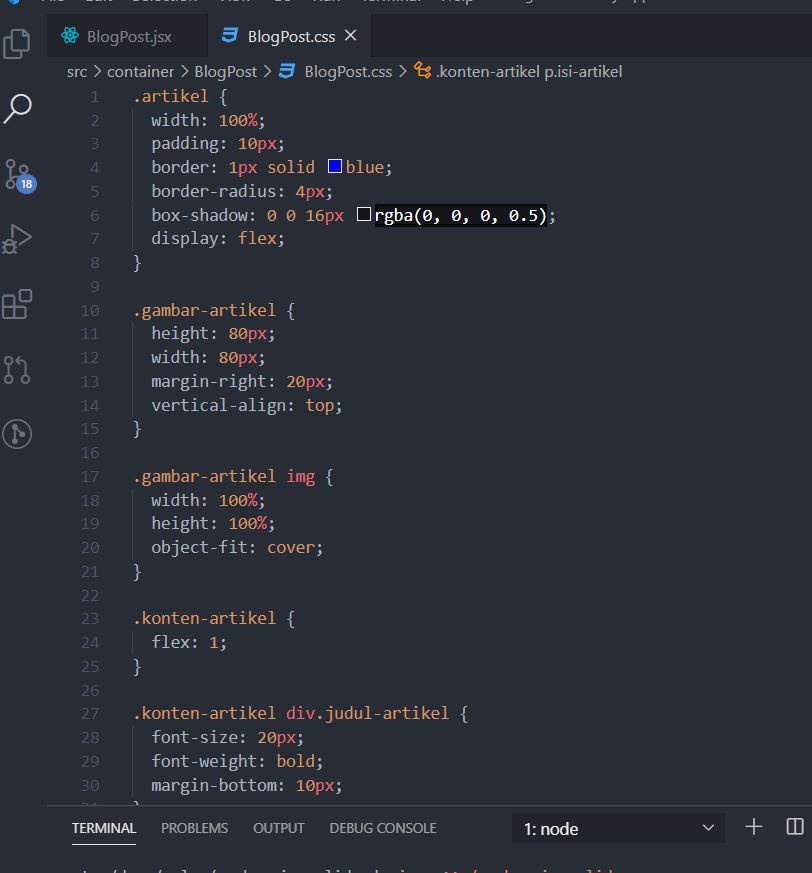 BlogPost.jsx BlogPost.css
src > container > BlogPost > BlogPost.css > .konten-artikel p.isi-artikel
18
1 .artikel {
2 width: 100%;
3 padding: 10px;
4 border: 1px solid blue;
5 border-radius: 4px;
6 box-shadow: 0 0 16px rgba(0, 0, 0, 0.5);
7 display: flex;
8 }
9
10 .gambar-artikel {
11 height: 80px;
12 width: 80px;
13 margin-right: 20px;
14 vertical-align: top;
15 }
16
17 .gambar-artikel img {
18 width: 100%;
19 height: 100%;
20 object-fit: cover;
21 }
22
23 .konten-artikel {
24 flex: 1;
25 }
26
27 .konten-artikel div.judul-artikel {
28 font-size: 20px;
29 font-weight: bold;
30 margin-bottom: 10px;
TERMINAL PROBLEMS OUTPUT DEBUG CONSOLE 1: node